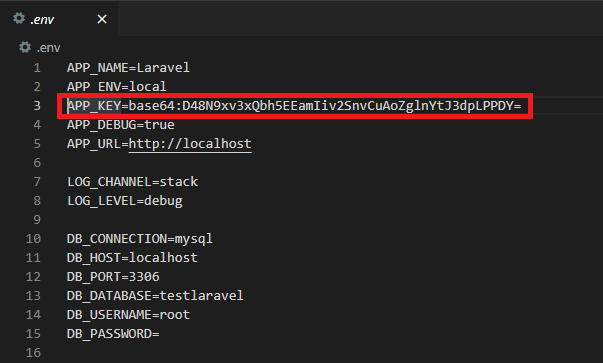 .env
.env
1 APP_NAME=Laravel
2 APP_ENV=local
3 APP_KEY=base64:D48N9xv3xQbh5EEamIiv2SnvCuAoZglnYtJ3dpLPPDY=
4 APP_DEBUG=true
5 APP_URL=http://localhost
6
7 LOG_CHANNEL=stack
8 LOG_LEVEL=debug
9
10 DB_CONNECTION=mysql
11 DB_HOST=localhost
12 DB_PORT=3306
13 DB_DATABASE=testlaravel
14 DB_USERNAME=root
15 DB_PASSWORD=
16